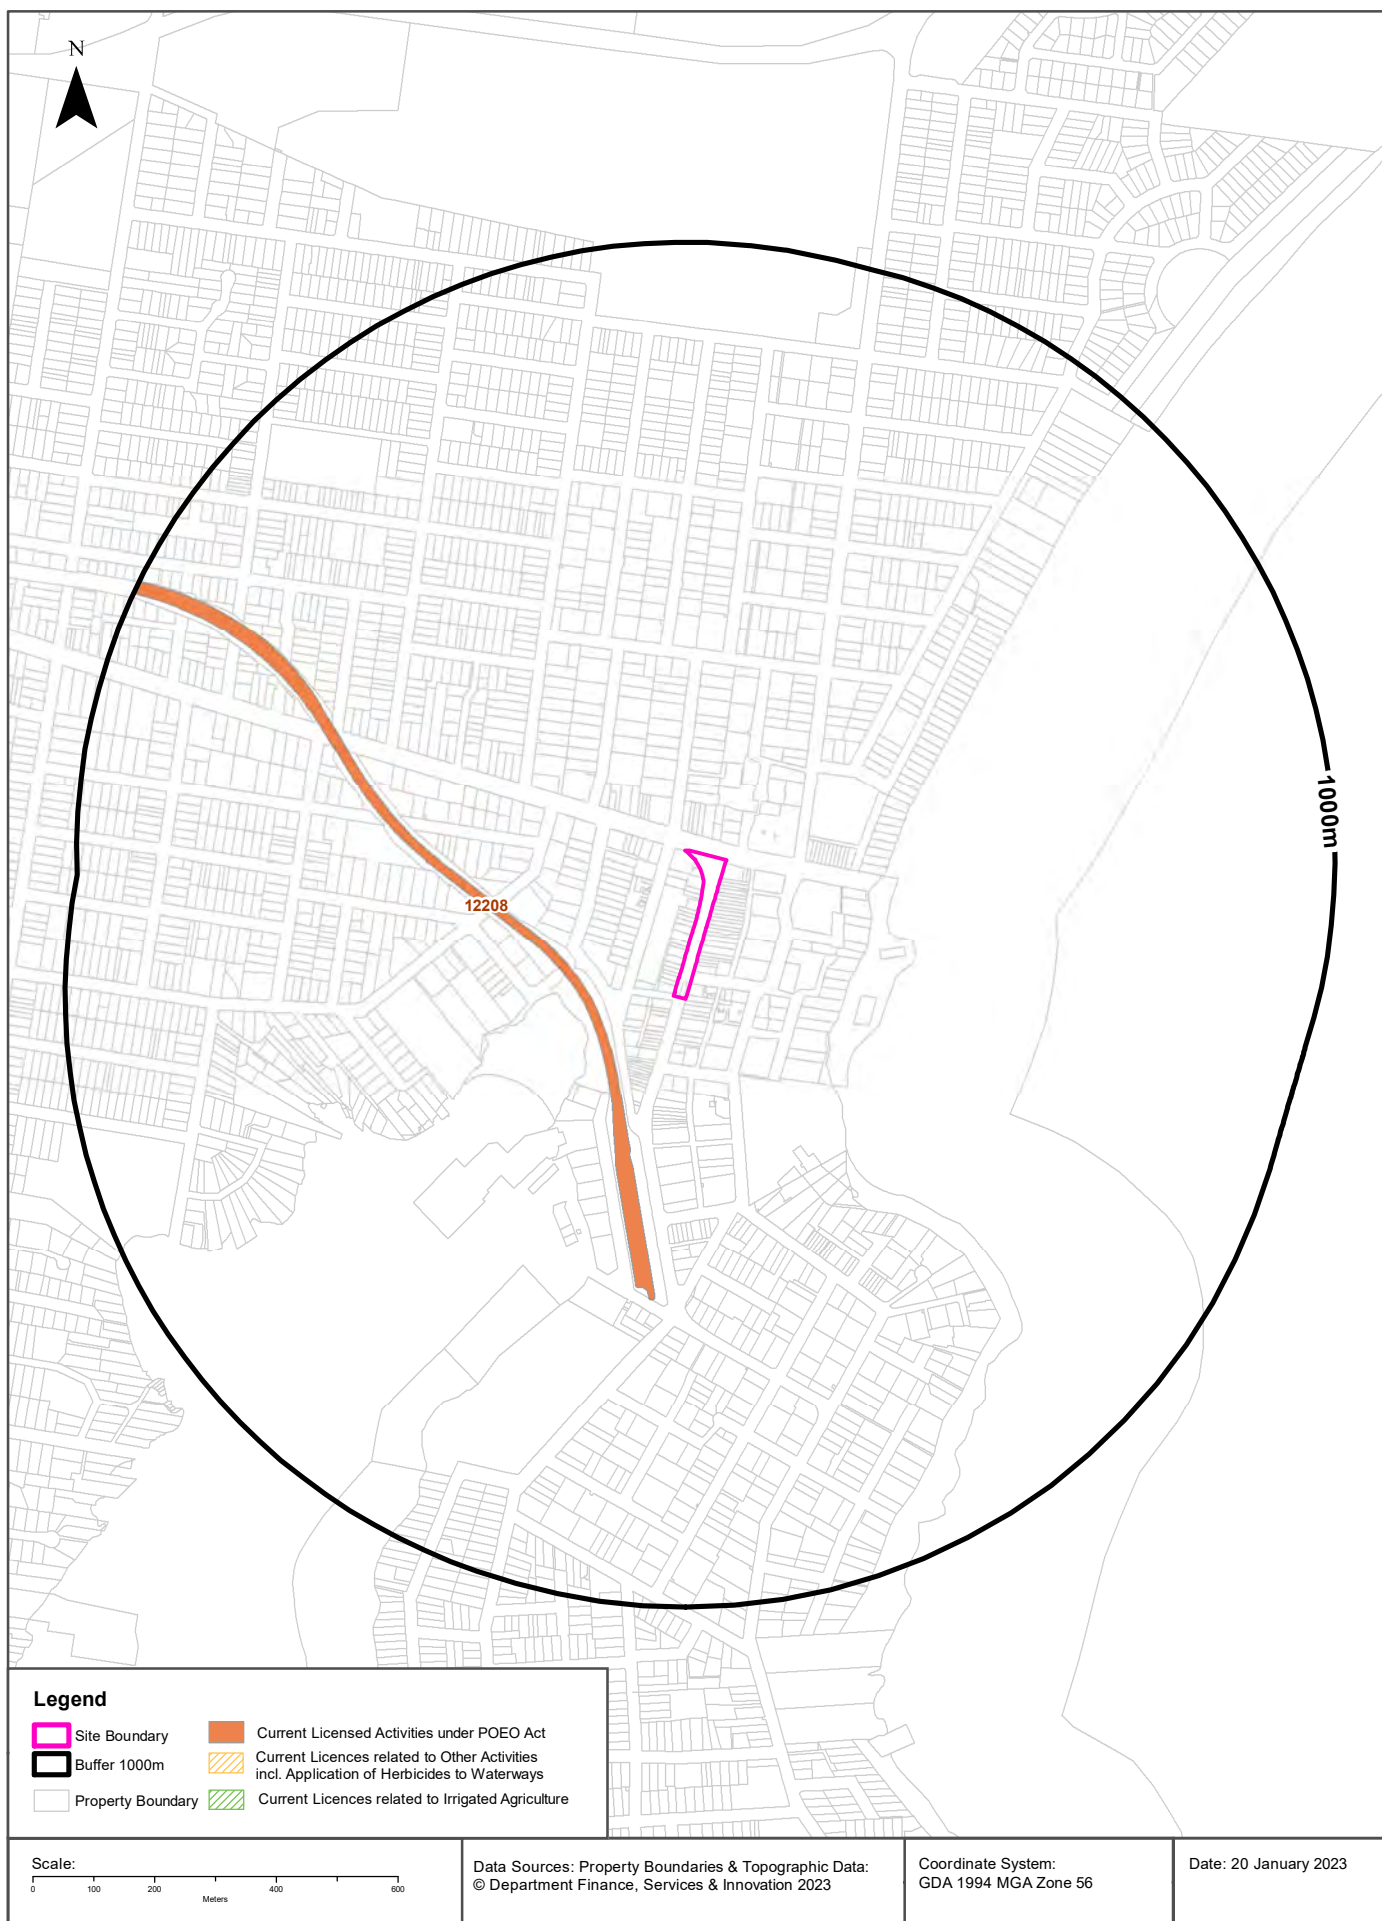 N
1000m
12208
Legend
Site Boundary
Buffer 1000m
Property Boundary
Current Licensed Activities under POEO Act
Current Licences related to Other Activities
incl. Application of Herbicides to Waterways
Current Licences related to Irrigated Agriculture
Scale:
0 100 200 400 600
Meters
Data Sources: Property Boundaries & Topographic Data:
© Department Finance, Services & Innovation 2023
Coordinate System:
GDA 1994 MGA Zone 56
Date: 20 January 2023